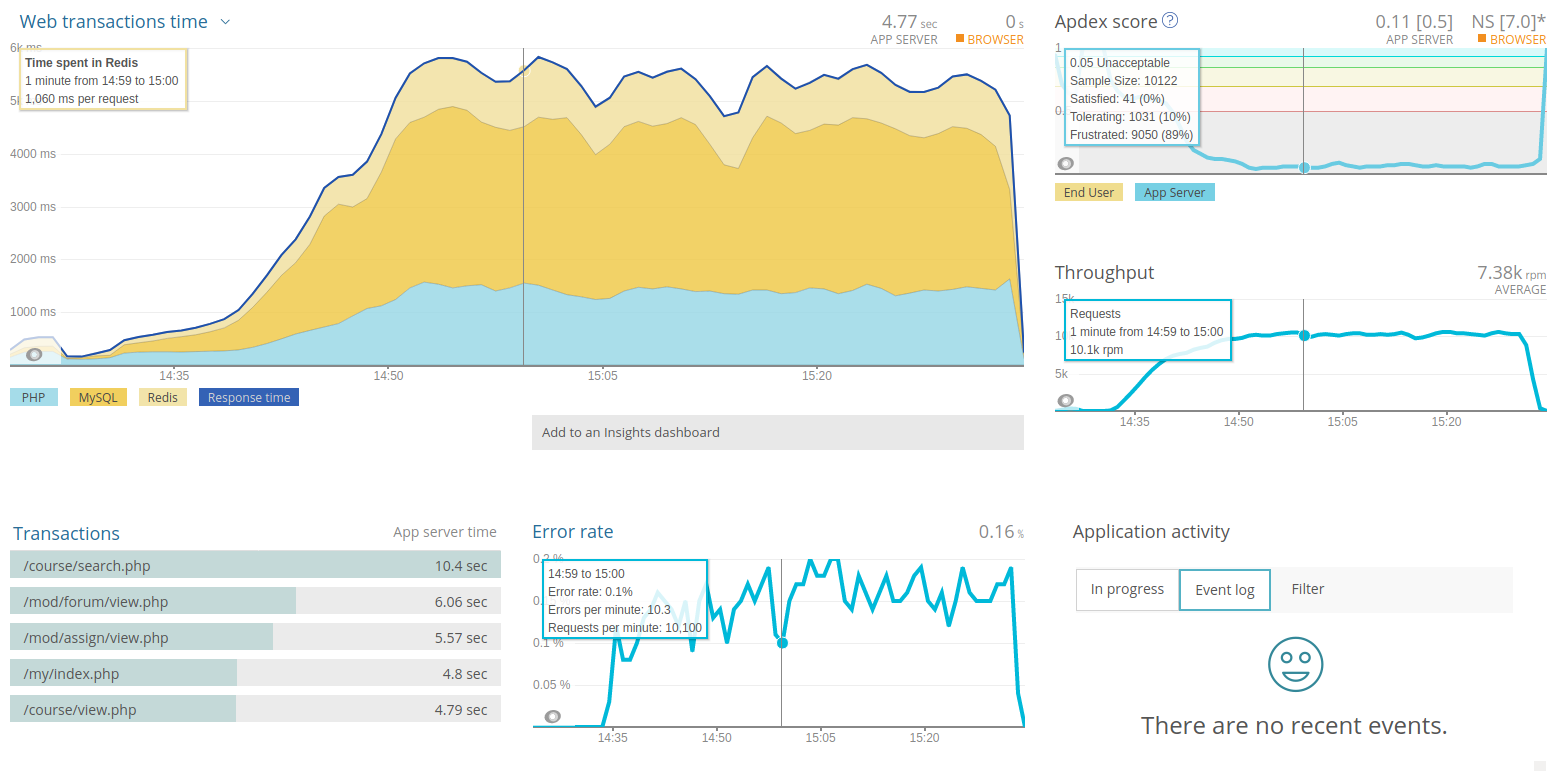 Web transactions time
4.77 sec
APP SERVER
0 s
BROWSER
6k ms
Time spent in Redis
1 minute from 14:59 to 15:00
1,060 ms per request
4000 ms
3000 ms
2000 ms
1000 ms
14:35 14:50 15:05 15:20
PHP MySQL Redis Response time
Add to an Insights dashboard
Apdex score ?
0.11 [0.5]
APP SERVER
NS [7.0]*
BROWSER
1
0.05 Unacceptable
Sample Size: 10122
Satisfied: 41 (0%)
Tolerating: 1031 (10%)
Frustrated: 9050 (89%)
End User App Server
Throughput
7.38k rpm
AVERAGE
15k
Requests
1 minute from 14:59 to 15:00
10.1k rpm
5k
14:35 14:50 15:05 15:20
Transactions App server time
/course/search.php 10.4 sec
/mod/forum/view.php 6.06 sec
/mod/assign/view.php 5.57 sec
/my/index.php 4.8 sec
/course/view.php 4.79 sec
Error rate 0.16 %
0.2 %
14:59 to 15:00
Error rate: 0.1%
Errors per minute: 10.3
Requests per minute: 10,100
0.1 %
0.05 %
14:35 14:50 15:05 15:20
Application activity
In progress Event log Filter
There are no recent events.